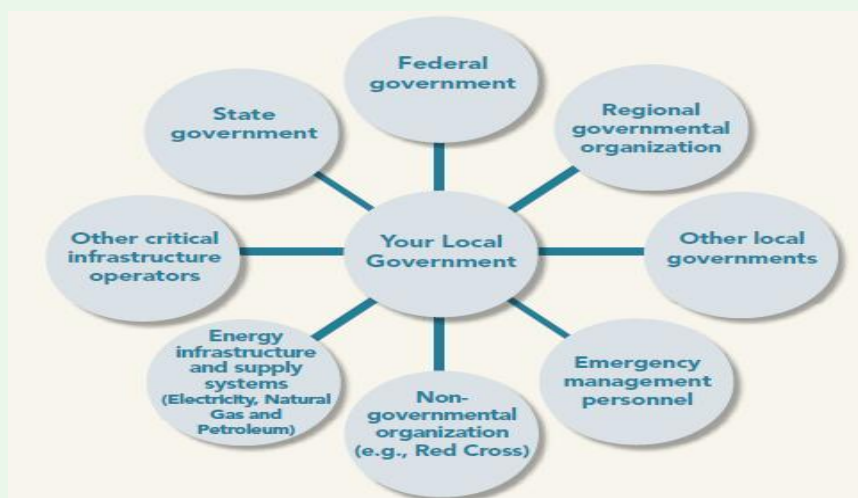 Federal
government
State
government
Regional
governmental
organization
Other critical
infrastructure
operators
Your Local
Government
Other local
governments
Energy
infrastructure
and supply
systems
(Electricity, Natural
Gas and
Petroleum)
Non-
governmental
organization
(e.g., Red Cross)
Emergency
management
personnel